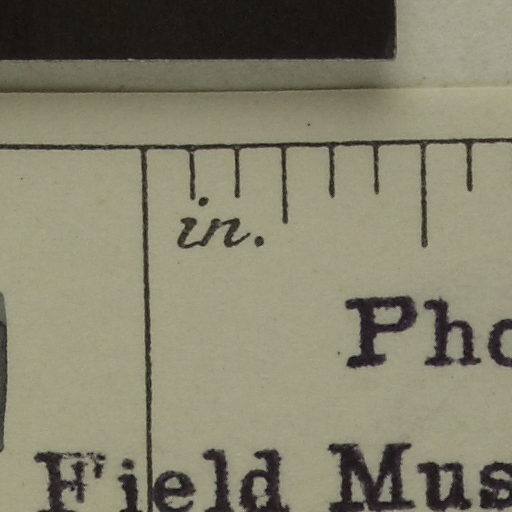 in.
Pho
Field Mus